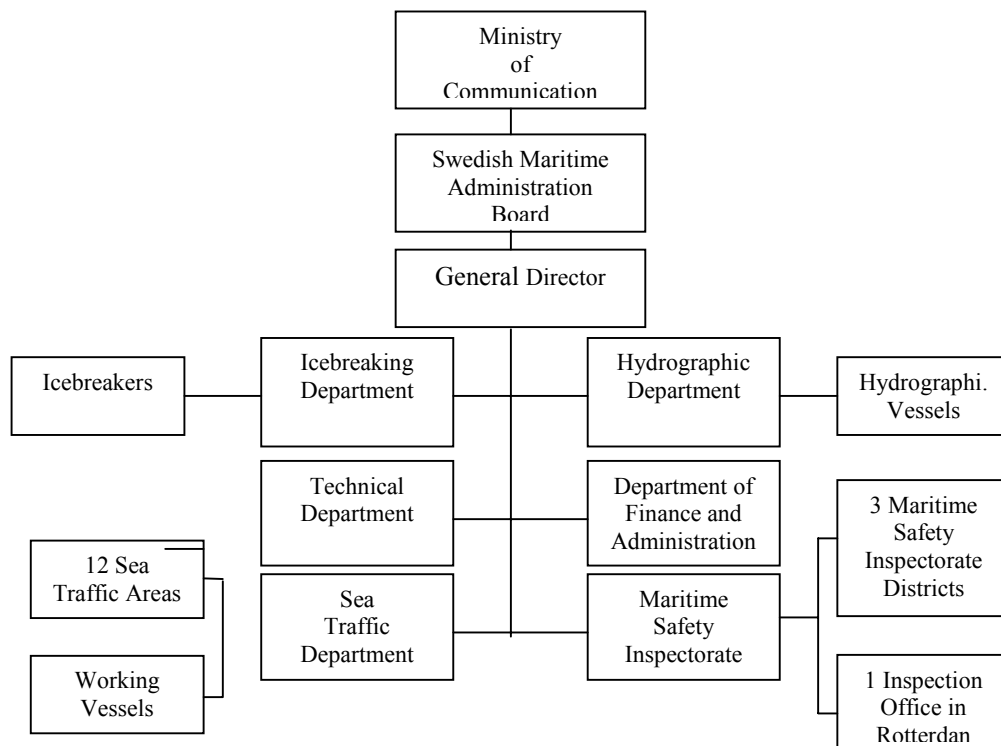 Ministry
of
Communication
Swedish Maritime
Administration
Board
General Director
Icebreakers
Icebreaking
Department
Hydrographic
Department
Hydrographi.
Vessels
Technical
Department
Department of
Finance and
Administration
3 Maritime
Safety
Inspectorate
Districts
12 Sea
Traffic Areas
Sea
Traffic
Department
Maritime
Safety
Inspectorate
Working
Vessels
1 Inspection
Office in
Rotterdan